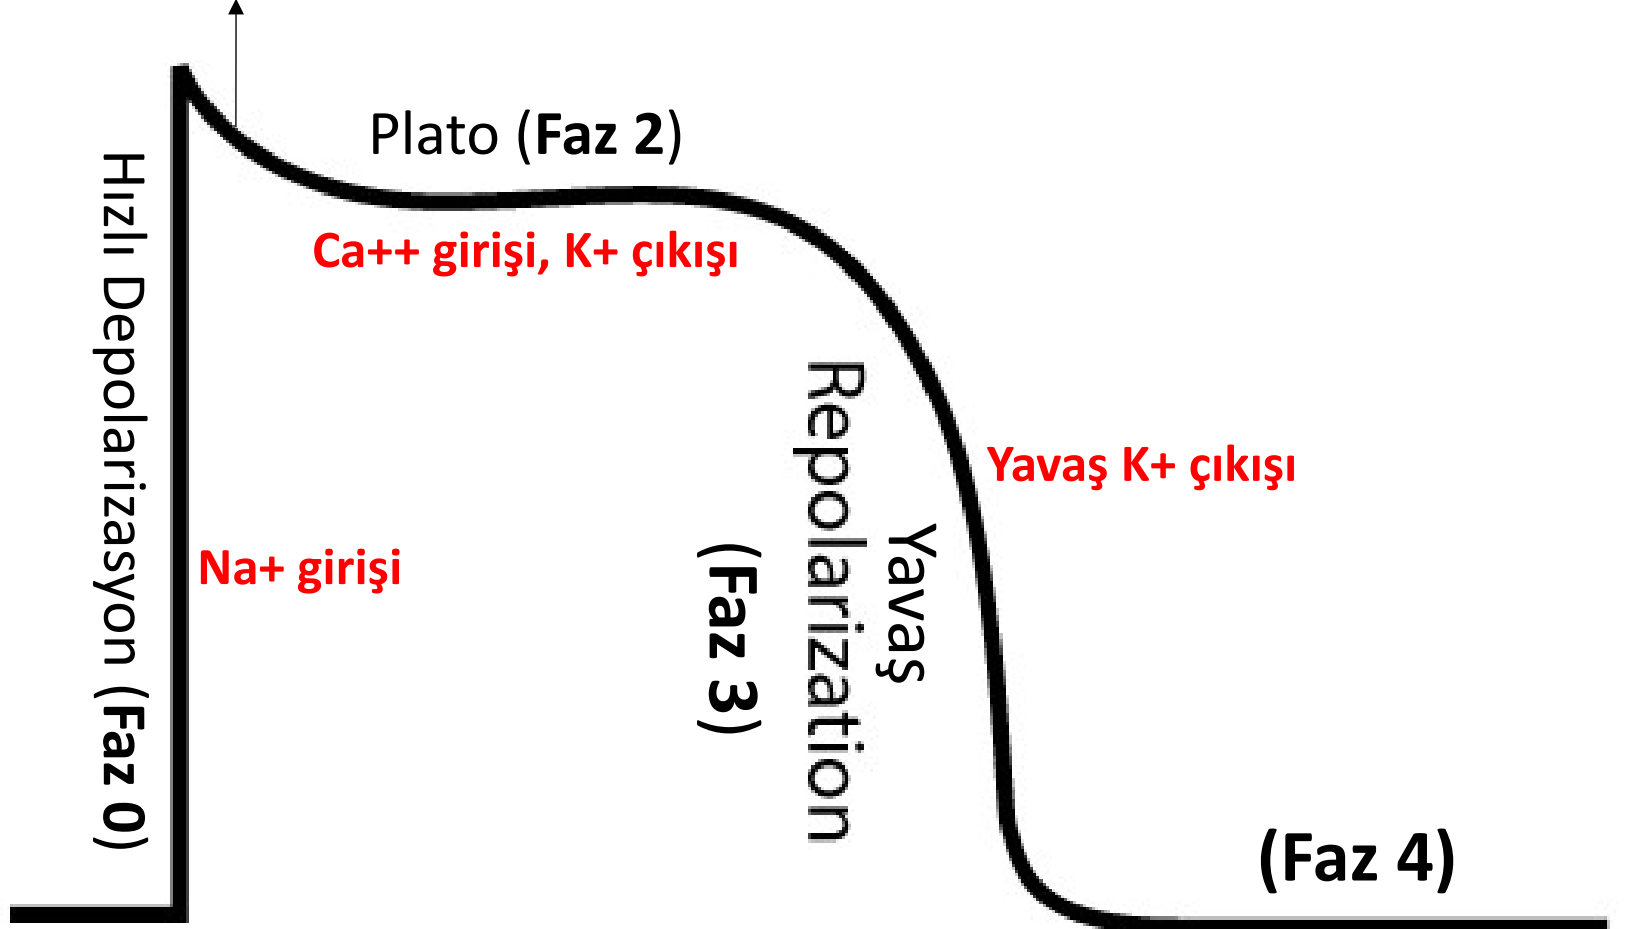 Plato (Faz 2)
Ca++ girişi, K+ çıkışı
Hızlı Depolarizasyon (Faz 0)
Na+ girişi
Yavaş
Repolarization
(Faz 3)
Yavaş K+ çıkışı
(Faz 4)